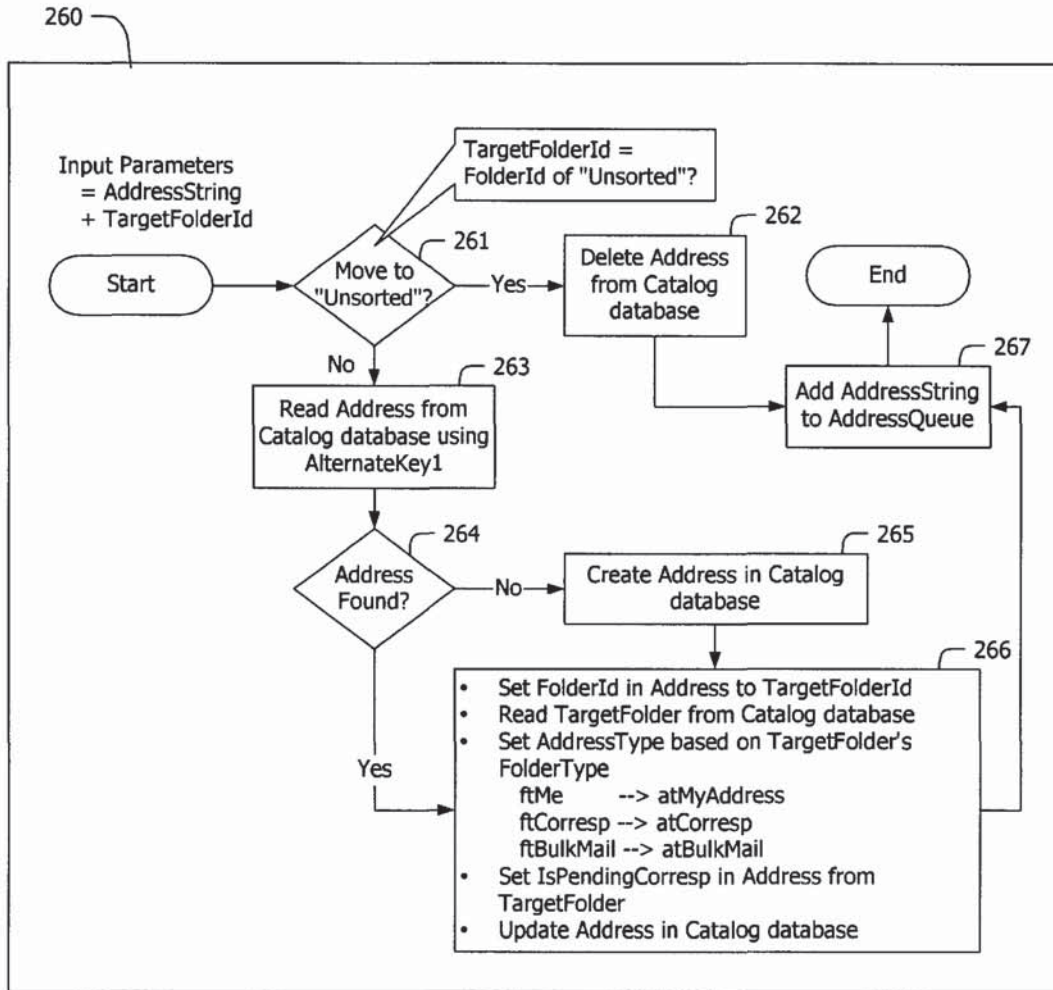 260
Input Parameters
= AddressString
+ TargetFolderId
TargetFolderId =
FolderId of "Unsorted"?
Start
261
Move to
"Unsorted"?
Yes
262
Delete Address
from Catalog
database
End
No
263
Read Address from
Catalog database using
AlternateKey1
267
Add AddressString
to AddressQueue
264
Address
Found?
No
265
Create Address in Catalog
database
Yes
266
• Set FolderId in Address to TargetFolderId
• Read TargetFolder from Catalog database
• Set AddressType based on TargetFolder's
FolderType
ftMe --> atMyAddress
ftCorresp --> atCorresp
ftBulkMail --> atBulkMail
• Set IsPendingCorresp in Address from
TargetFolder
• Update Address in Catalog database